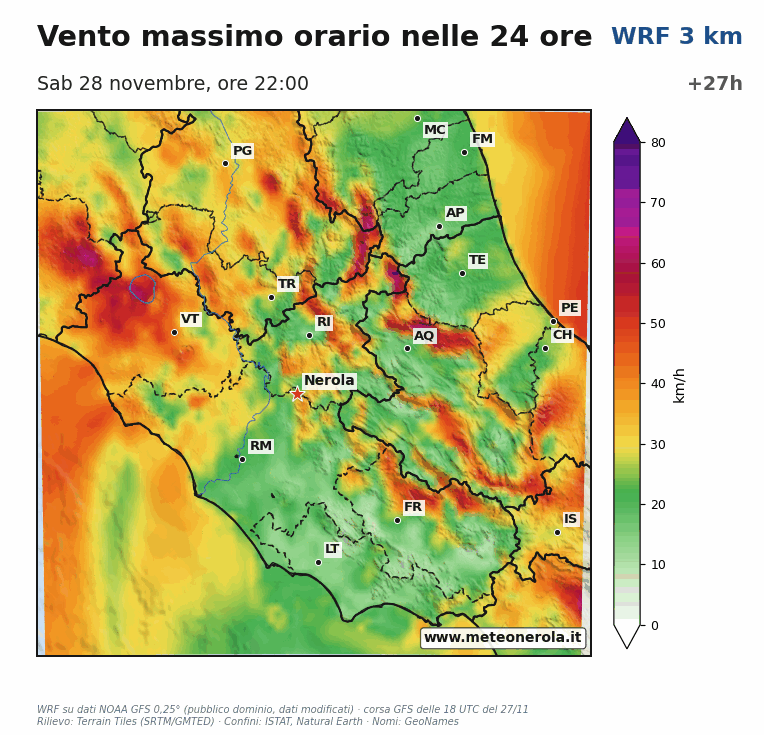 Vento massimo orario nelle 24 ore WRF 3 km
Sab 28 novembre, ore 22:00 +27h
MC
FM
PG
AP
TE
TR
PE
VT
RI
AQ
CH
Nerola
RM
FR
IS
LT
www.meteonerola.it
80
70
60
50
40
30
20
10
0
km/h
WRF su dati NOAA GFS 0,25° (pubblico dominio, dati modificati) · corsa GFS delle 18 UTC del 27/11
Rilievo: Terrain Tiles (SRTM/GMTED) · Confini: ISTAT, Natural Earth · Nomi: GeoNames